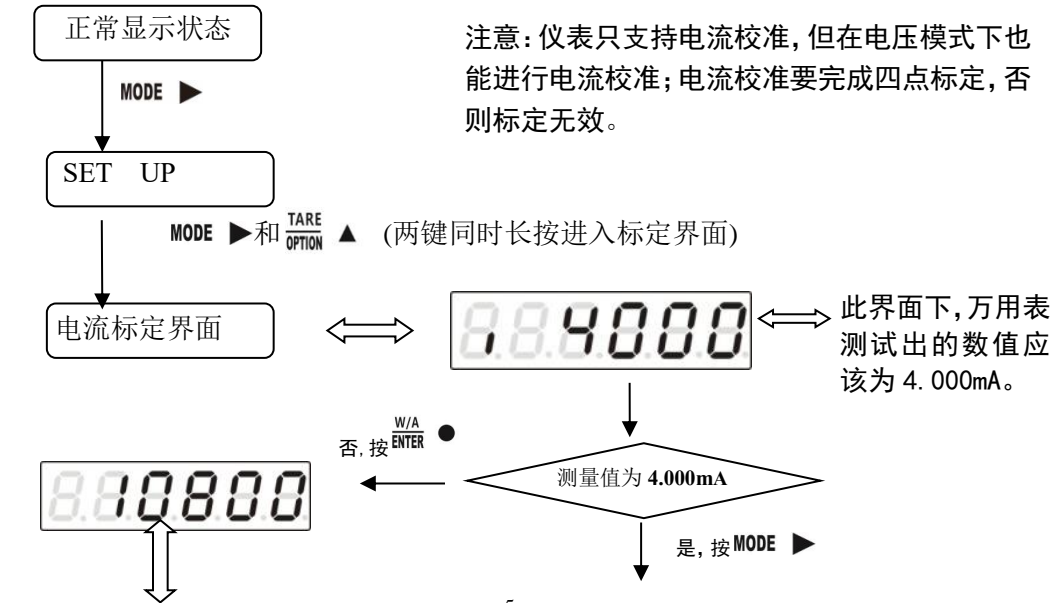 正常显示状态
注意:仪表只支持电流校准,但在电压模式下也
能进行电流校准;电流校准要完成四点标定,否
则标定无效。
MODE ▶
SET UP
MODE ▶和 TARE
OPTION ▲ (两键同时长按进入标定界面)
电流标定界面
i 4000
此界面下,万用表
测试出的数值应
该为 4.000mA。
否,按 W/A
ENTER ●
测量值为 4.000mA
10800
是,按MODE ▶